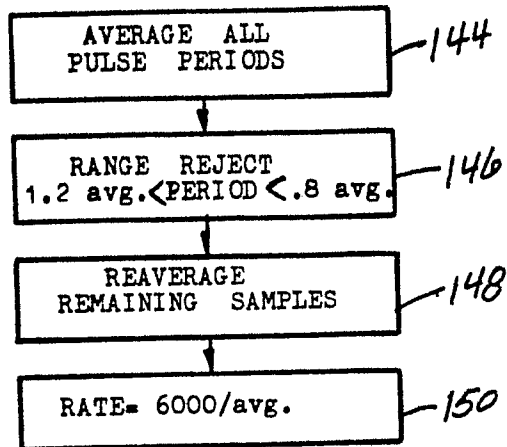 AVERAGE ALL
PULSE PERIODS
144
RANGE REJECT
1.2 avg.<PERIOD<.8 avg.
146
REAVERAGE
REMAINING SAMPLES
148
RATE= 6000/avg.
150